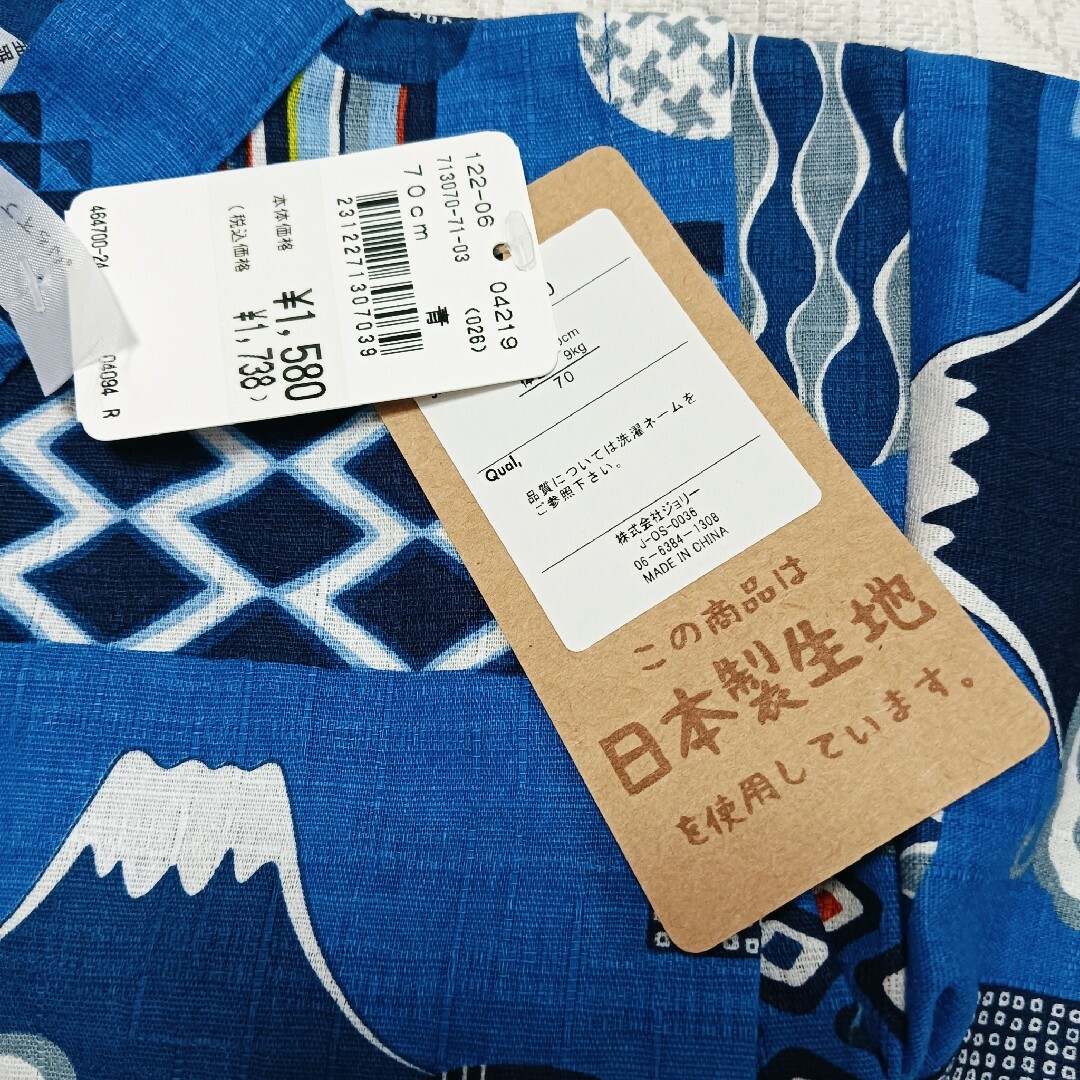 122-06 04219
713070-71-03 (026)
70cm 青
2312271307039
本体価格 ¥1,580
(税込価格 ¥1,738)
464700-24 R
cm
9kg
70
Qual,
品質については洗濯ネームを
ご参照下さい。
株式会社ジョリー
J-OS-0036
06-6384-1308
MADE IN CHINA
この商品は
日本製生地
を使用しています。